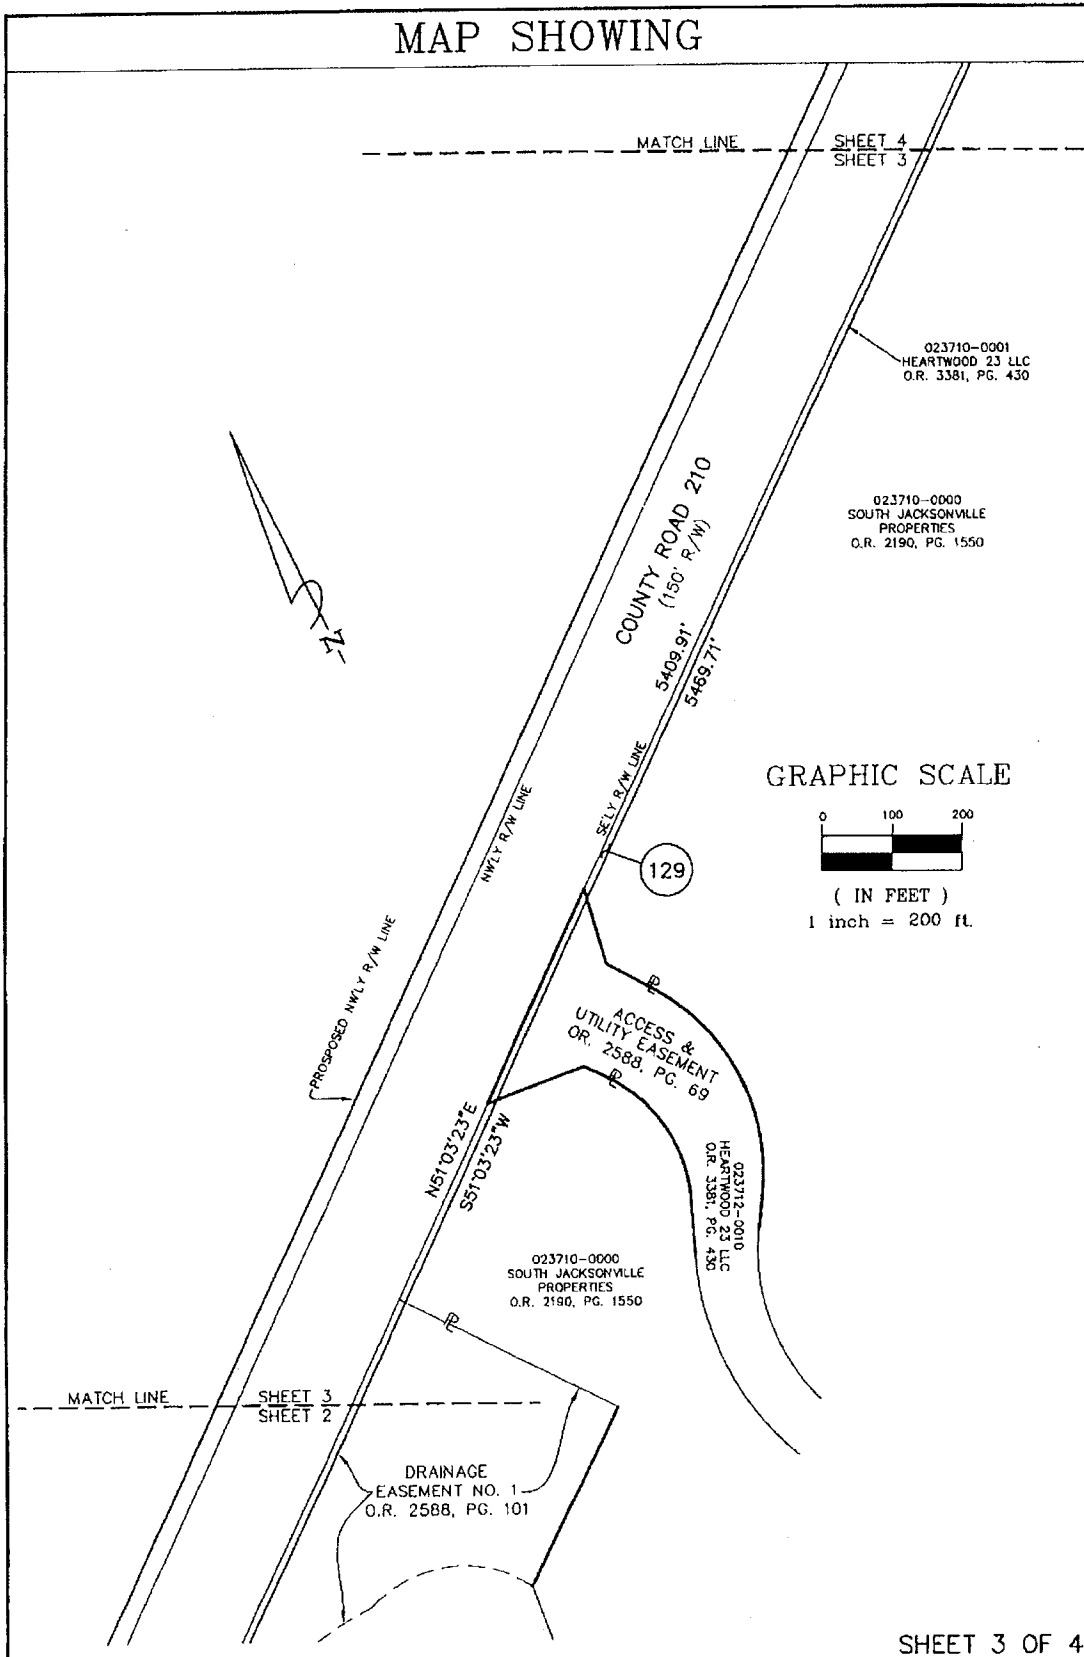 MAP SHOWING
MATCH LINE
SHEET 4
SHEET 3
023710-0001
HEARTWOOD 23 LLC
O.R. 3381, PG. 430
023710-0000
SOUTH JACKSONVILLE
PROPERTIES
O.R. 2190, PG. 1550
COUNTY ROAD 210
(150' R/W)
5409.91'
5469.71'
N
SE'LY R/W LINE
NW'LY R/W LINE
GRAPHIC SCALE
0 100 200
( IN FEET )
1 inch = 200 ft.
129
PROSPOSED NW'LY R/W LINE
PL
ACCESS &
UTILITY EASEMENT
OR. 2588, PG. 69
PL
N51°03'23"E
S51°03'23"W
023712-0010
HEARTWOOD 23 LLC
O.R. 3381, PG. 430
023710-0000
SOUTH JACKSONVILLE
PROPERTIES
O.R. 2190, PG. 1550
PL
MATCH LINE
SHEET 3
SHEET 2
DRAINAGE
EASEMENT NO. 1
O.R. 2588, PG. 101
SHEET 3 OF 4